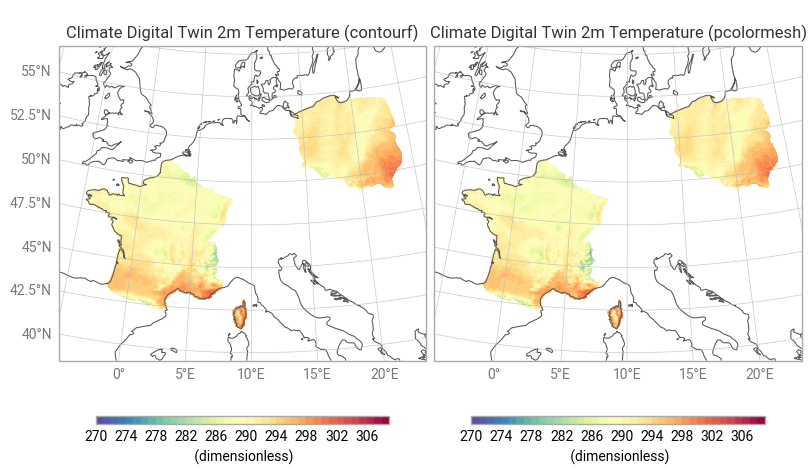 Climate Digital Twin 2m Temperature (contourf)
Climate Digital Twin 2m Temperature (pcolormesh)
55°N
52.5°N
50°N
47.5°N
45°N
42.5°N
40°N
0° 5°E 10°E 15°E 20°E
0° 5°E 10°E 15°E 20°E
270 274 278 282 286 290 294 298 302 306
(dimensionless)
270 274 278 282 286 290 294 298 302 306
(dimensionless)